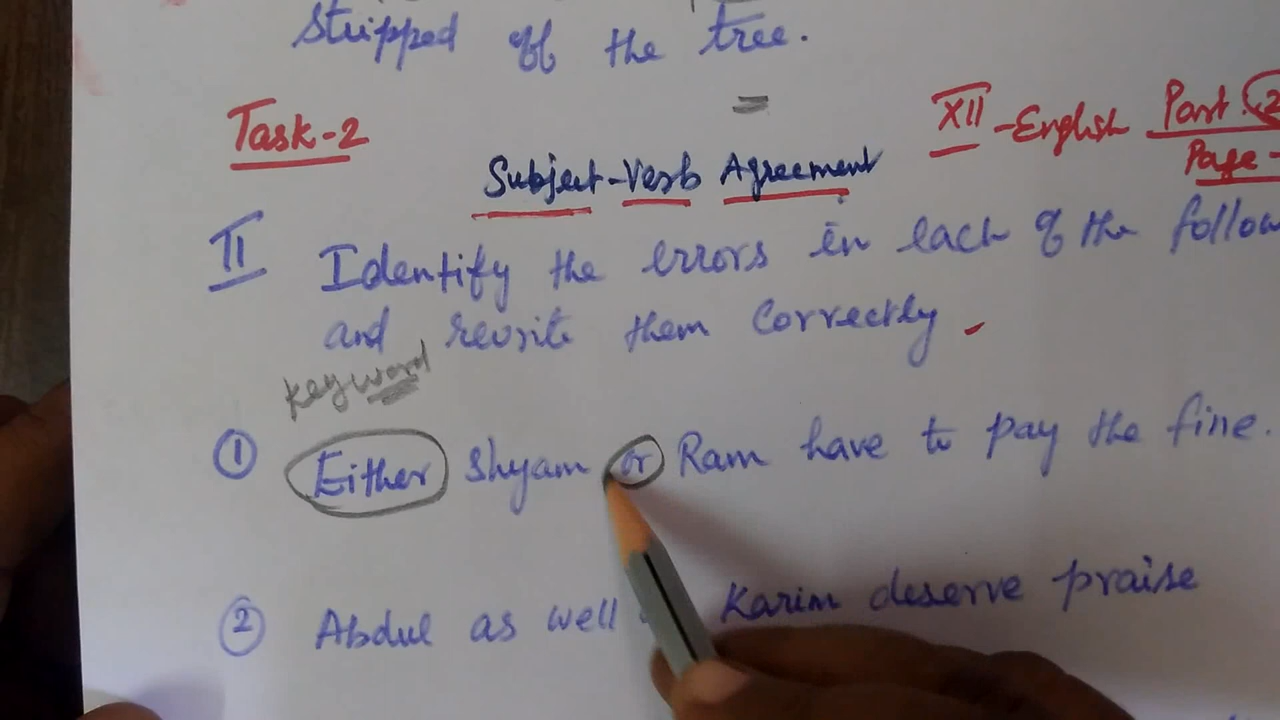 stripped off the tree.
Task-2
XII -English Part
Page -
Subject-Verb Agreement
II Identify the errors in each of the follow
and rewrite them correctly.
keyword
① Either Shyam or Ram have to pay the fine.
② Abdul as well Karim deserve praise